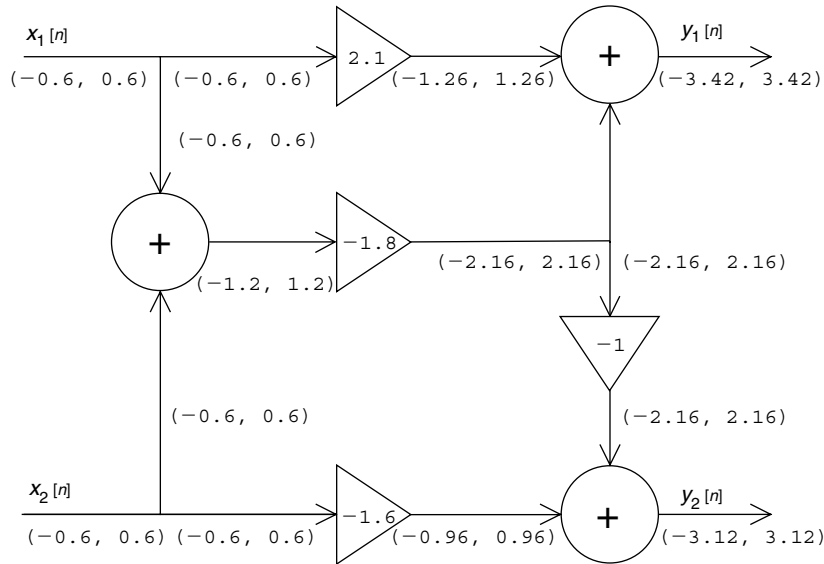 x1[n]
y1[n]
2.1
+
(−0.6, 0.6) (−0.6, 0.6)
(−1.26, 1.26)
(−3.42, 3.42)
(−0.6, 0.6)
+
−1.8
(−2.16, 2.16) (−2.16, 2.16)
(−1.2, 1.2)
−1
(−0.6, 0.6)
(−2.16, 2.16)
x2[n]
y2[n]
−1.6
+
(−0.6, 0.6) (−0.6, 0.6)
(−0.96, 0.96)
(−3.12, 3.12)